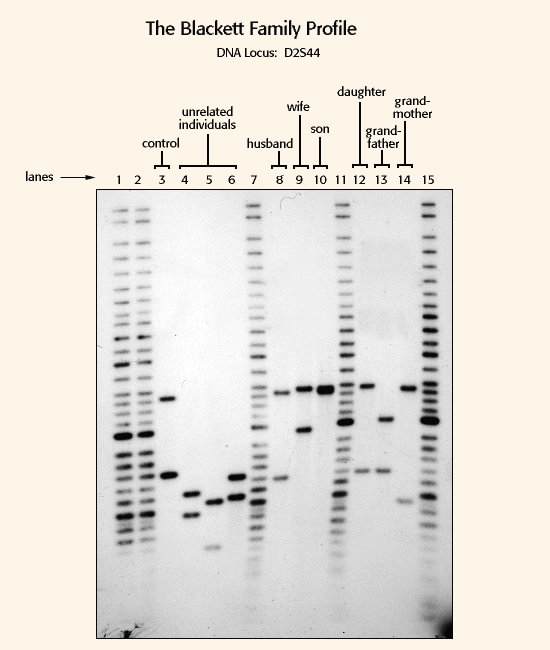 The Blackett Family Profile
DNA Locus: D2S44
daughter
grand-
mother
wife
unrelated
individuals
son
grand-
father
control
husband
lanes
1 2 3 4 5 6 7 8 9 10 11 12 13 14 15